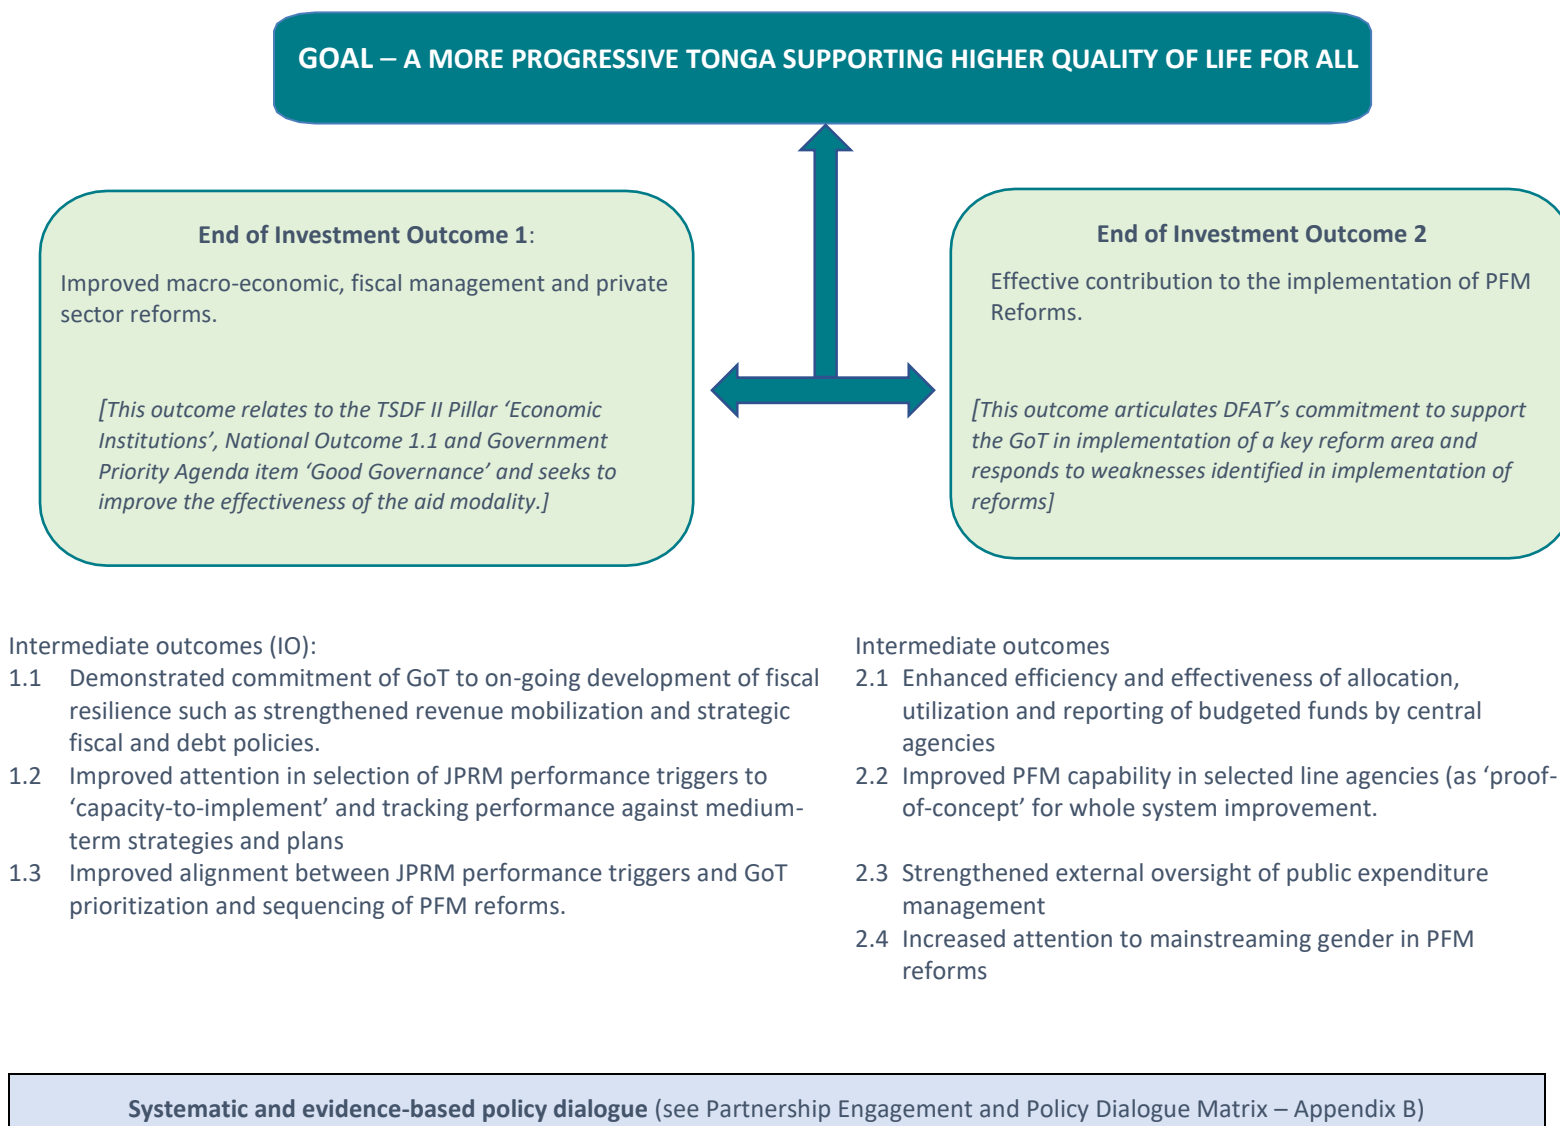 GOAL – A MORE PROGRESSIVE TONGA SUPPORTING HIGHER QUALITY OF LIFE FOR ALL
End of Investment Outcome 1:
Improved macro-economic, fiscal management and private
sector reforms.
[This outcome relates to the TSDF II Pillar ‘Economic
Institutions’, National Outcome 1.1 and Government
Priority Agenda item ‘Good Governance’ and seeks to
improve the effectiveness of the aid modality.]
End of Investment Outcome 2
Effective contribution to the implementation of PFM
Reforms.
[This outcome articulates DFAT’s commitment to support
the GoT in implementation of a key reform area and
responds to weaknesses identified in implementation of
reforms]
Intermediate outcomes (IO):
1.1 Demonstrated commitment of GoT to on-going development of fiscal
resilience such as strengthened revenue mobilization and strategic
fiscal and debt policies.
1.2 Improved attention in selection of JPRM performance triggers to
‘capacity-to-implement’ and tracking performance against medium-
term strategies and plans
1.3 Improved alignment between JPRM performance triggers and GoT
prioritization and sequencing of PFM reforms.
Intermediate outcomes
2.1 Enhanced efficiency and effectiveness of allocation,
utilization and reporting of budgeted funds by central
agencies
2.2 Improved PFM capability in selected line agencies (as ‘proof-
of-concept’ for whole system improvement.
2.3 Strengthened external oversight of public expenditure
management
2.4 Increased attention to mainstreaming gender in PFM
reforms
Systematic and evidence-based policy dialogue (see Partnership Engagement and Policy Dialogue Matrix – Appendix B)